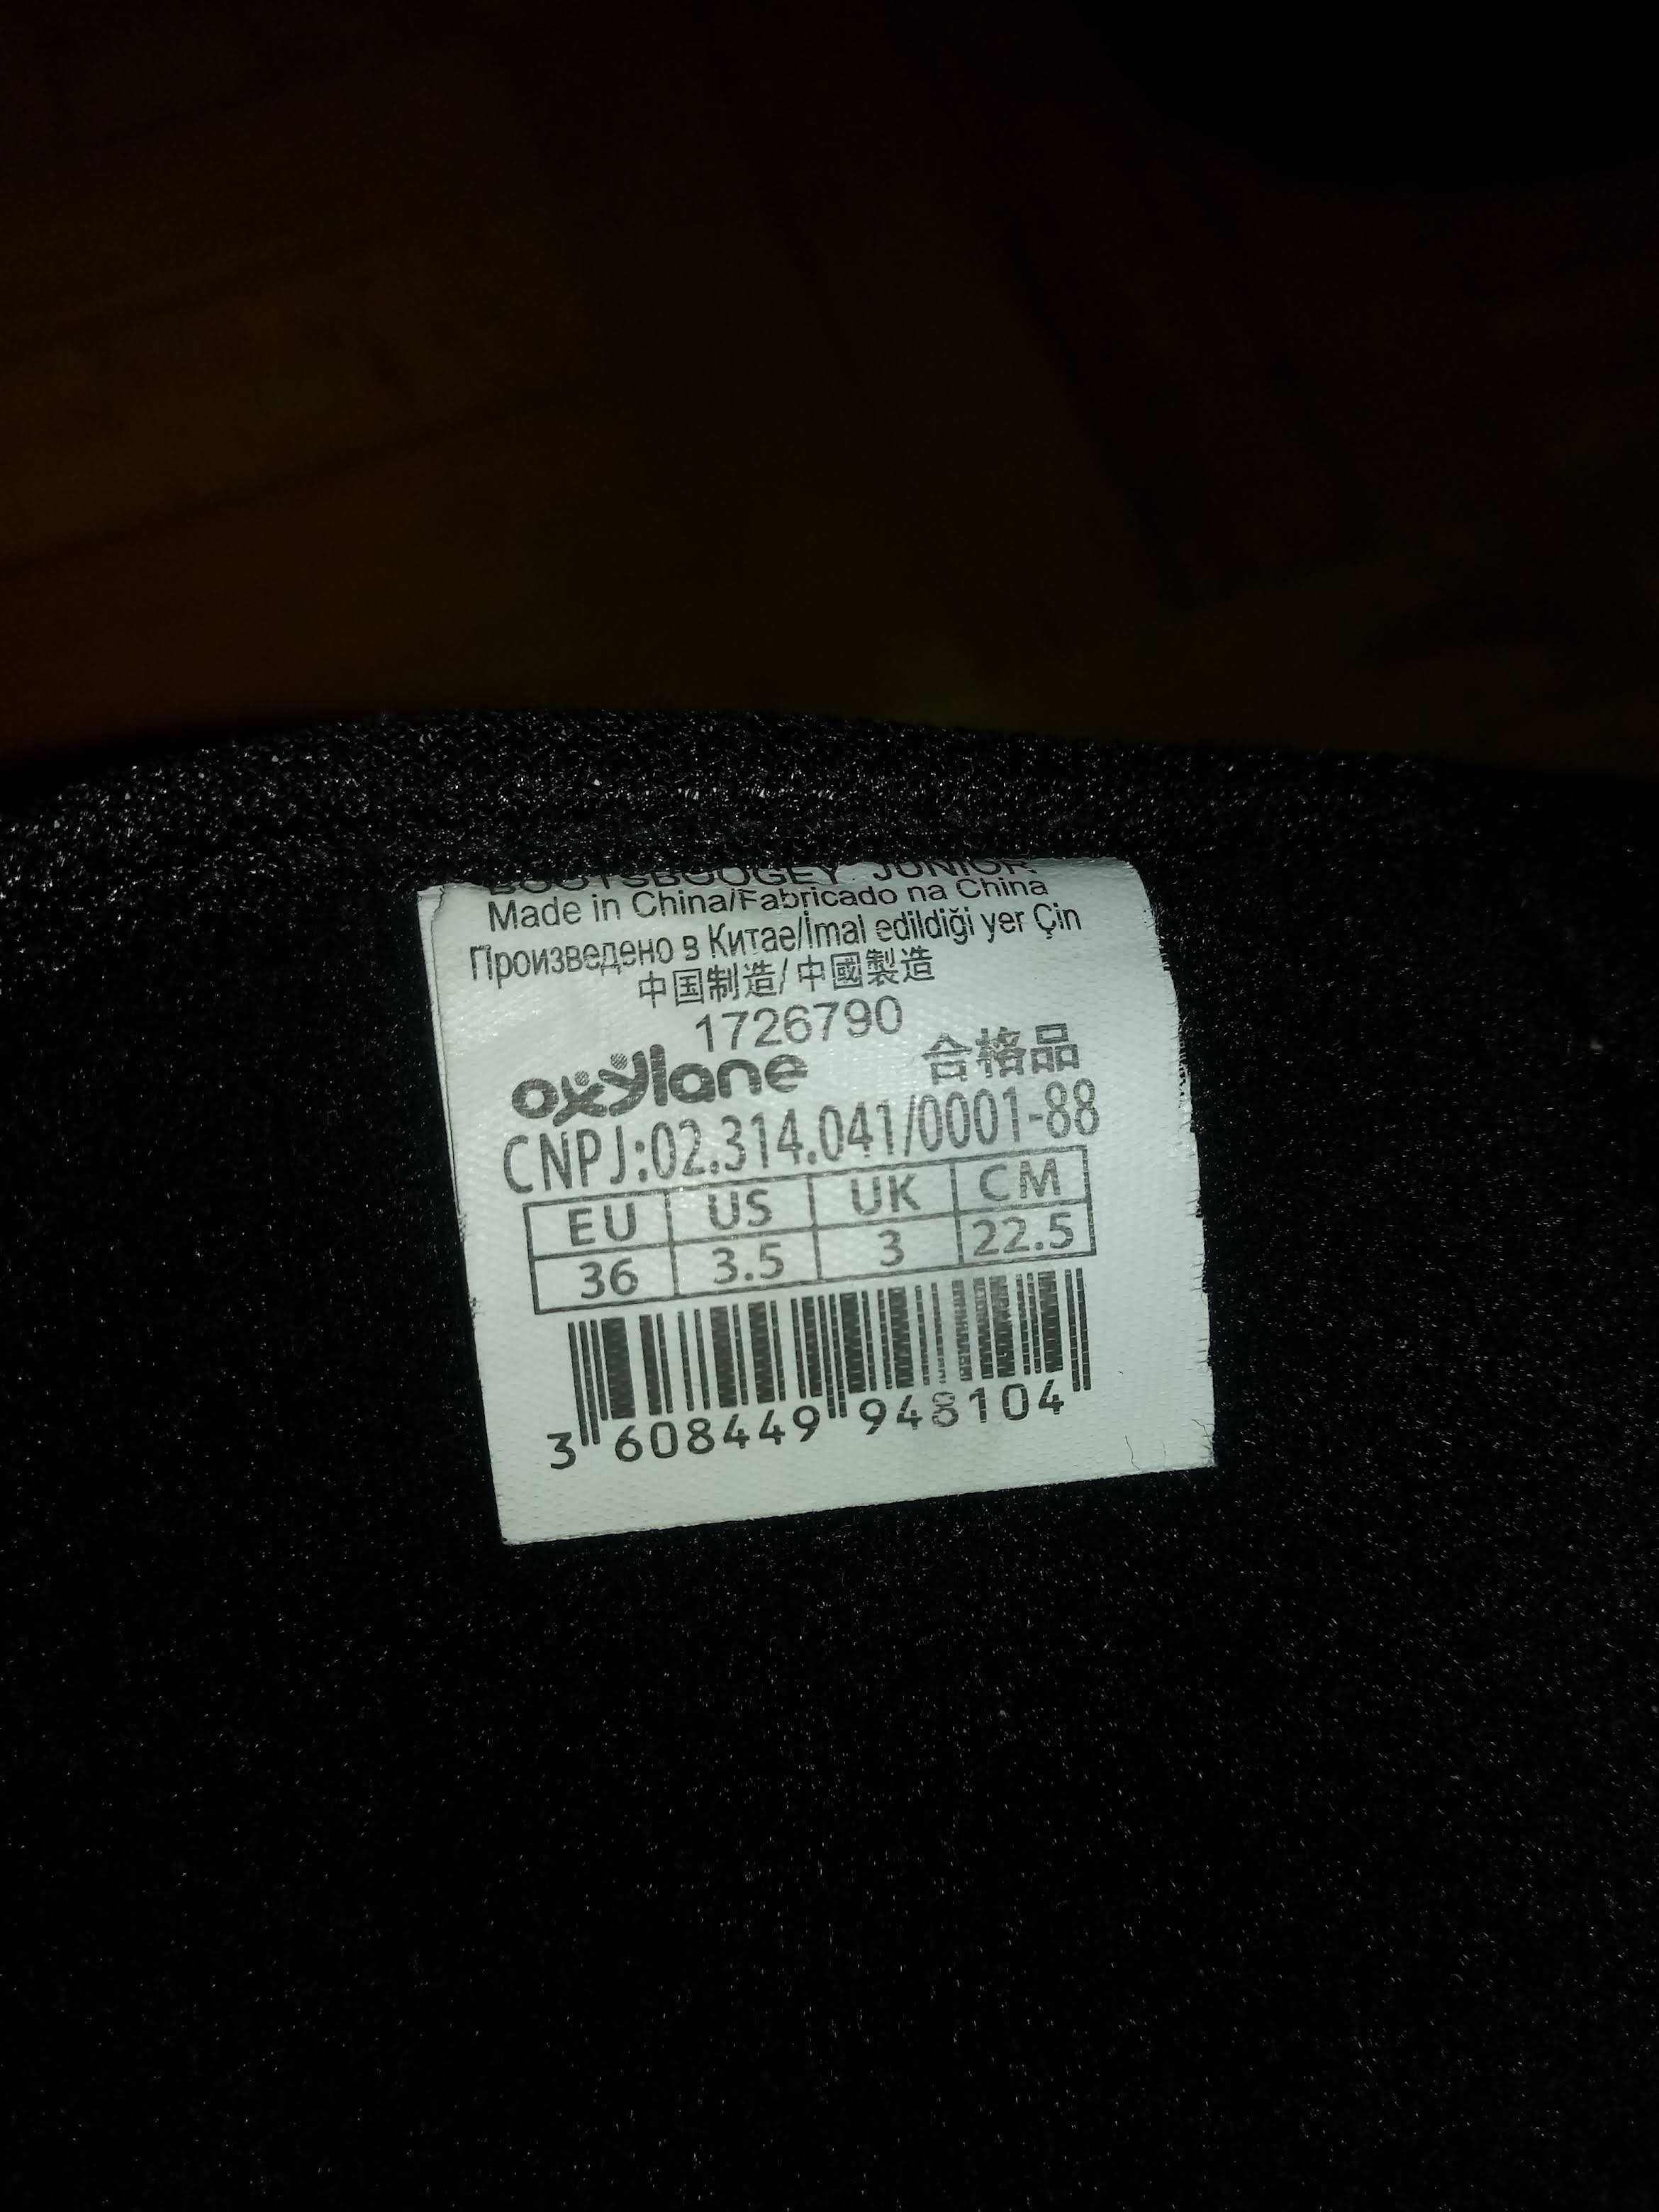 BOOTSBOOGEY JUNIOR
Made in China/Fabricado na China
Произведено в Китае/İmal edildiği yer Çin
中国制造/中國製造
1726790
oxylane 合格品
CNPJ:02.314.041/0001-88
EU US UK CM
36 3.5 3 22.5
3 608449 948104